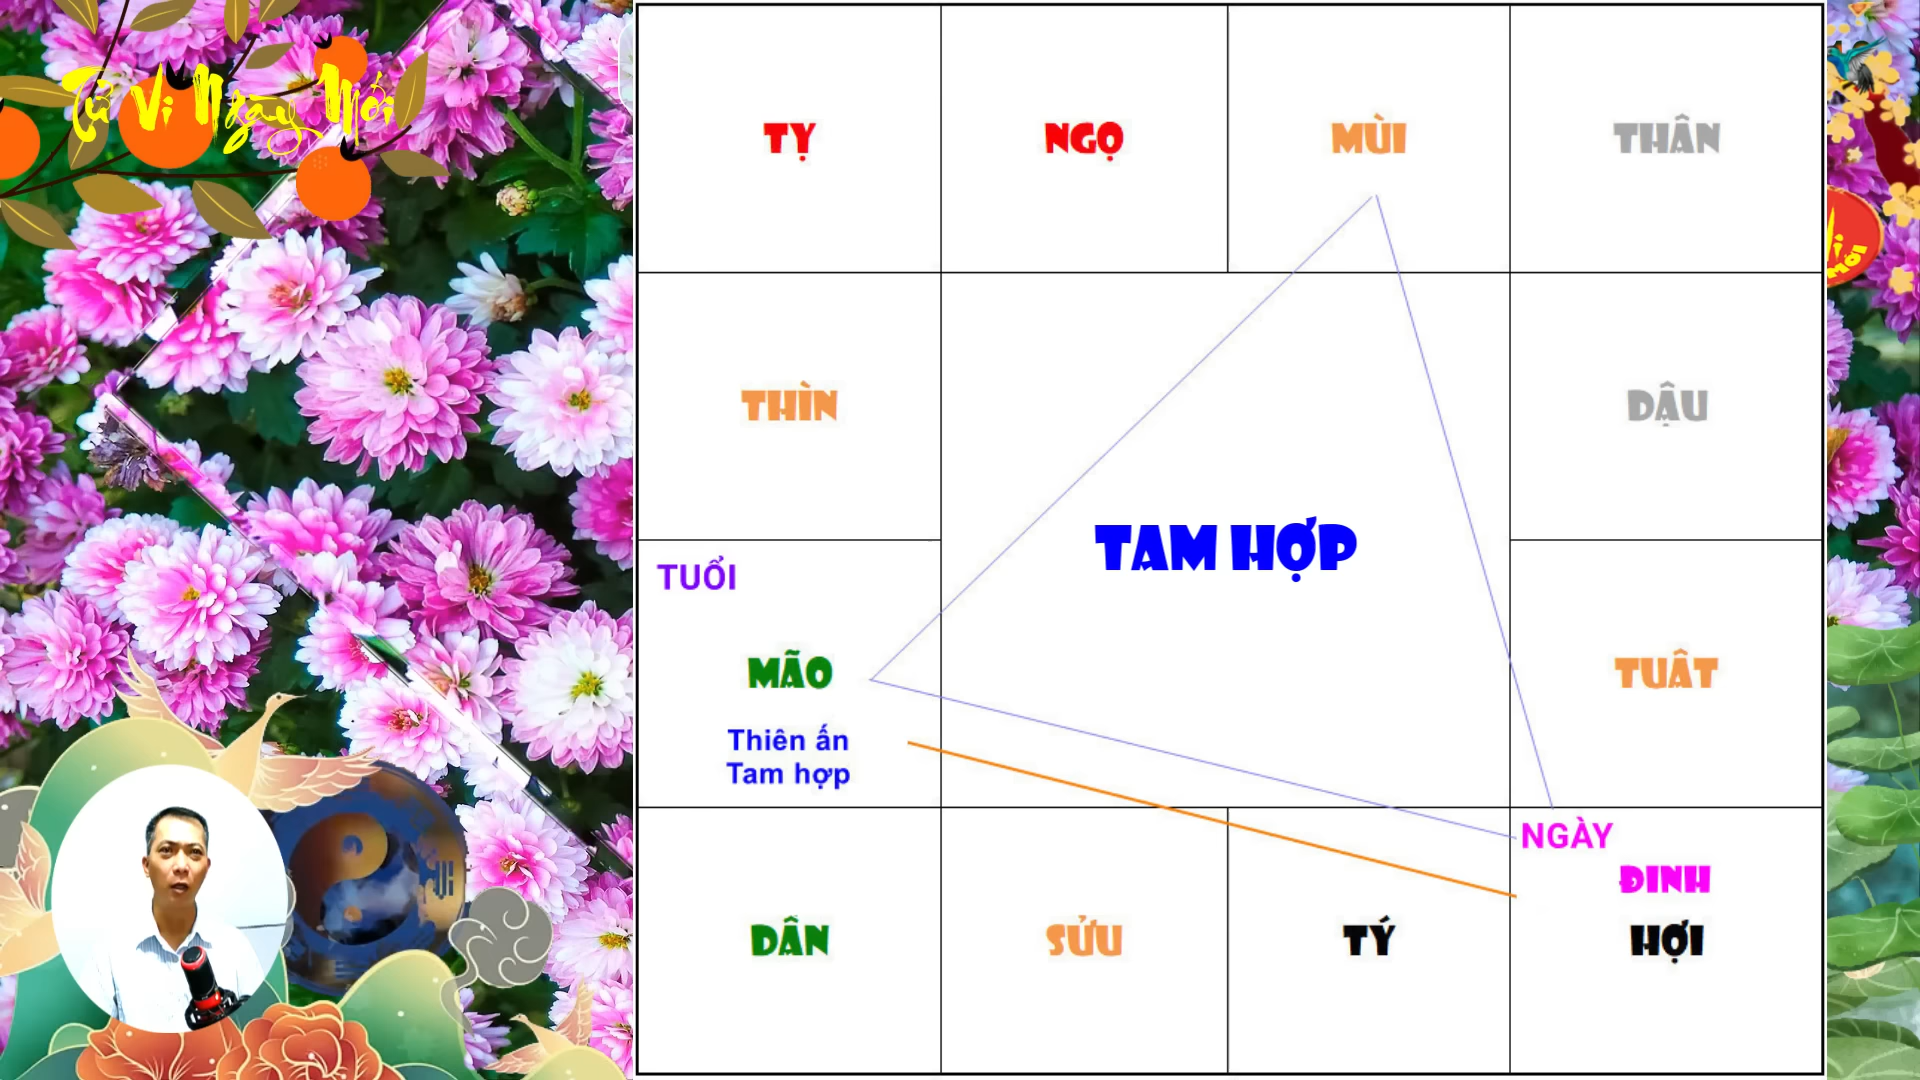 Tử Vi Ngày Mới
TỴ
NGỌ
MÙI
THÂN
THÌN
DẬU
TAM HỢP
TUỔI
MÃO
Thiên ấn
Tam hợp
TUẤT
NGÀY
ĐINH
HỢI
DẦN
SỬU
TÝ